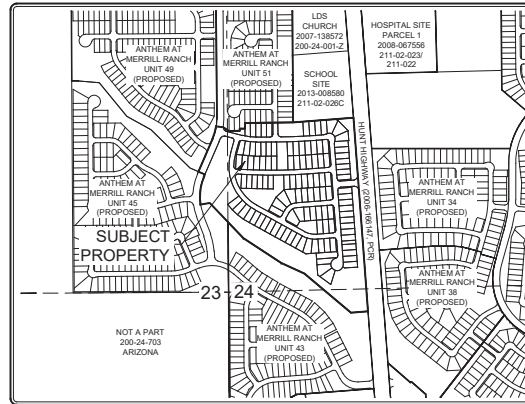 LDS
CHURCH
2007-138572
200-24-001-Z
HOSPITAL SITE
PARCEL 1
2008-067556
211-02-023/
211-022
ANTHEM AT
MERRILL RANCH
UNIT 49
(PROPOSED)
ANTHEM AT
MERRILL RANCH
UNIT 51
(PROPOSED)
SCHOOL
SITE
2013-008580
211-02-026C
HUNT HIGHWAY (2006-166147, PCR)
ANTHEM AT
MERRILL RANCH
UNIT 45
(PROPOSED)
ANTHEM AT
MERRILL RANCH
UNIT 34
(PROPOSED)
SUBJECT
PROPERTY
ANTHEM AT
MERRILL RANCH
UNIT 38
(PROPOSED)
23 24
NOT A PART
200-24-703
ARIZONA
ANTHEM AT
MERRILL RANCH
UNIT 43
(PROPOSED)